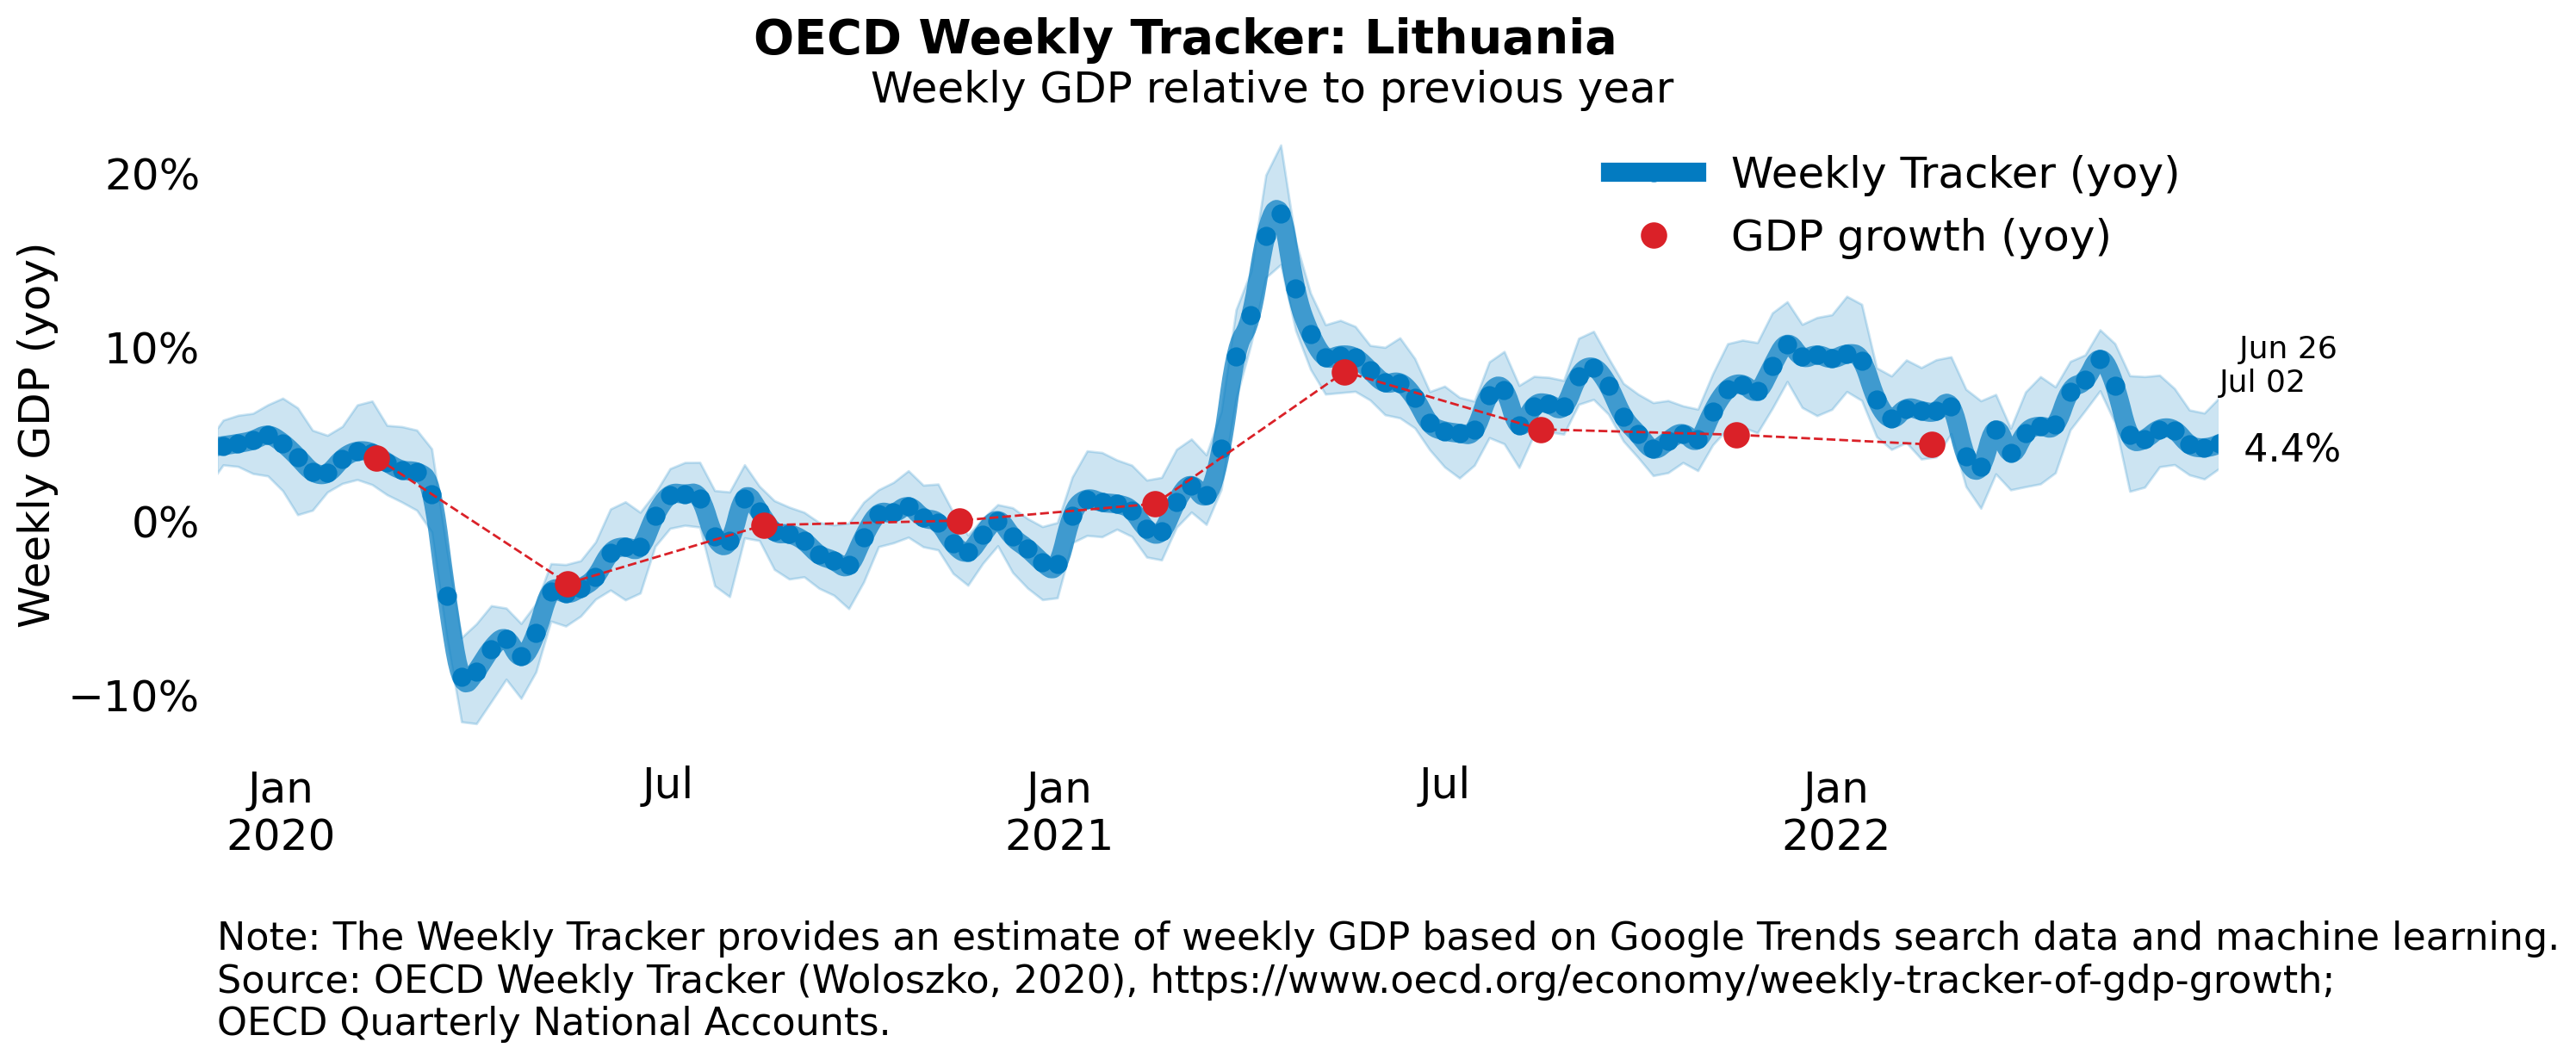 OECD Weekly Tracker: Lithuania
Weekly GDP relative to previous year
Weekly GDP (yoy)
20%
10%
0%
−10%
Weekly Tracker (yoy)
GDP growth (yoy)
Jun 26
Jul 02
4.4%
Jan
2020
Jul
Jan
2021
Jul
Jan
2022
Note: The Weekly Tracker provides an estimate of weekly GDP based on Google Trends search data and machine learning.
Source: OECD Weekly Tracker (Woloszko, 2020), https://www.oecd.org/economy/weekly-tracker-of-gdp-growth;
OECD Quarterly National Accounts.